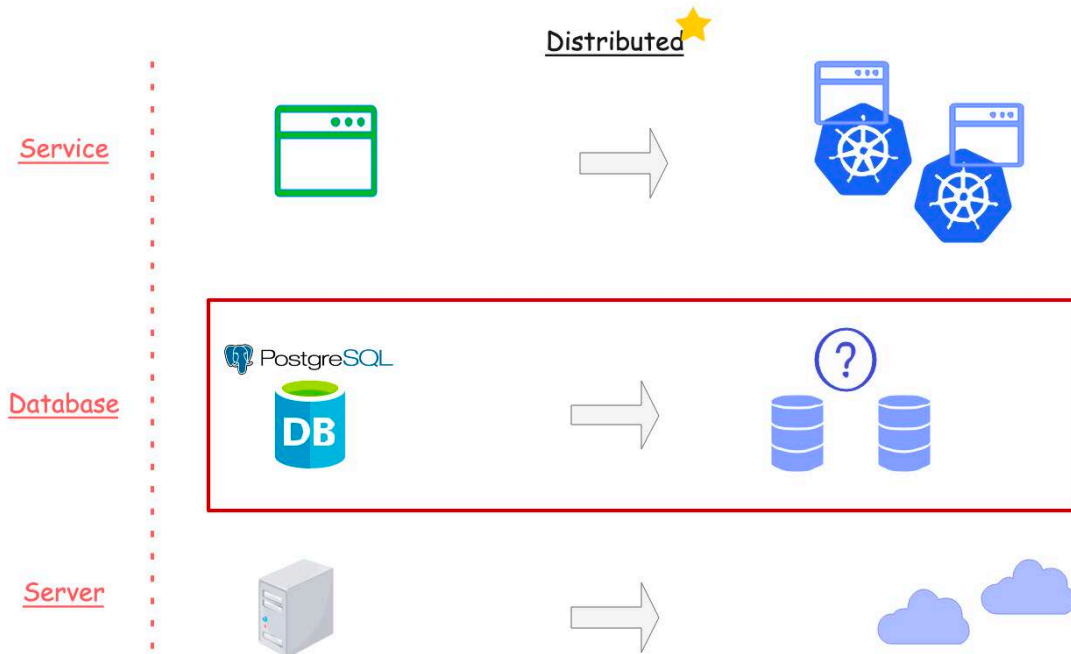 Distributed
Service
PostgreSQL
?
Database
DB
Server